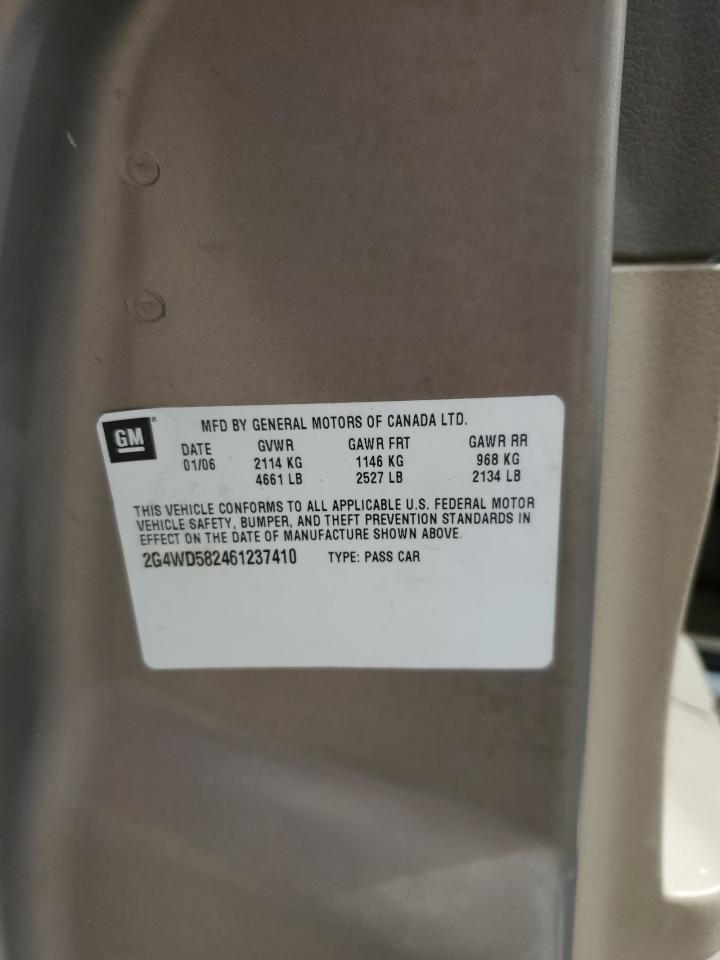 GM
MFD BY GENERAL MOTORS OF CANADA LTD.
DATE GVWR GAWR FRT GAWR RR
01/06 2114 KG 1146 KG 968 KG
4661 LB 2527 LB 2134 LB
THIS VEHICLE CONFORMS TO ALL APPLICABLE U.S. FEDERAL MOTOR
VEHICLE SAFETY, BUMPER, AND THEFT PREVENTION STANDARDS IN
EFFECT ON THE DATE OF MANUFACTURE SHOWN ABOVE.
2G4WD582461237410 TYPE: PASS CAR